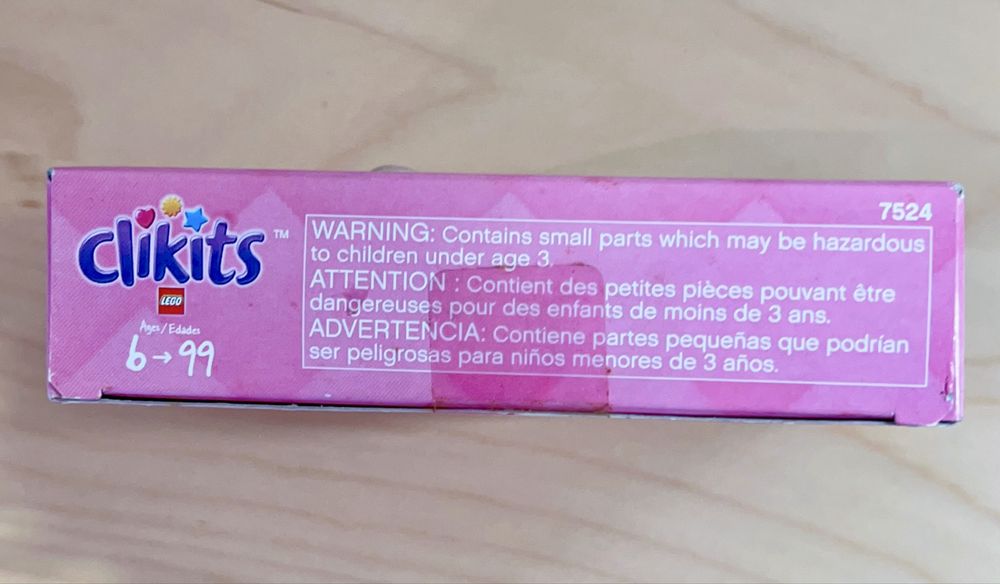 clikits™
LEGO
Ages/Edades
6→99
7524
WARNING: Contains small parts which may be hazardous
to children under age 3.
ATTENTION : Contient des petites pièces pouvant être
dangereuses pour des enfants de moins de 3 ans.
ADVERTENCIA: Contiene partes pequeñas que podrían
ser peligrosas para niños menores de 3 años.